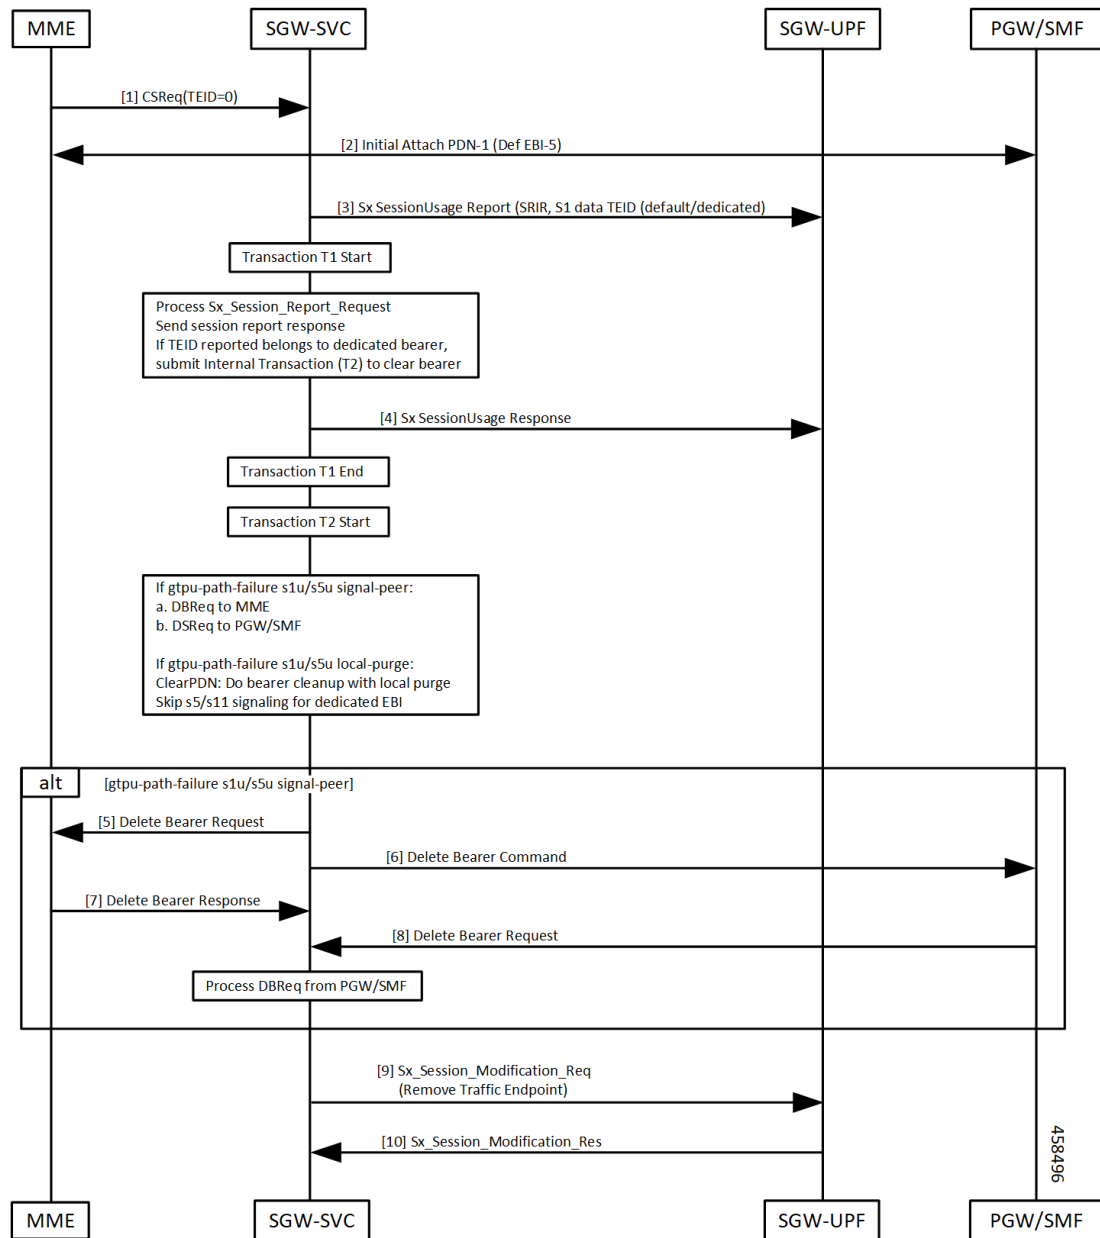 MME
SGW-SVC
SGW-UPF
PGW/SMF
[1] CSReq(TEID=0)
[2] Initial Attach PDN-1 (Def EBI-5)
[3] Sx SessionUsage Report (SRIR, S1 data TEID (default/dedicated)
Transaction T1 Start
Process Sx_Session_Report_Request
Send session report response
If TEID reported belongs to dedicated bearer,
submit Internal Transaction (T2) to clear bearer
[4] Sx SessionUsage Response
Transaction T1 End
Transaction T2 Start
If gtpu-path-failure s1u/s5u signal-peer:
a. DBReq to MME
b. DSReq to PGW/SMF
If gtpu-path-failure s1u/s5u local-purge:
ClearPDN: Do bearer cleanup with local purge
Skip s5/s11 signaling for dedicated EBI
alt
[gtpu-path-failure s1u/s5u signal-peer]
[5] Delete Bearer Request
[6] Delete Bearer Command
[7] Delete Bearer Response
[8] Delete Bearer Request
Process DBReq from PGW/SMF
[9] Sx_Session_Modification_Req
(Remove Traffic Endpoint)
[10] Sx_Session_Modification_Res
458496
MME
SGW-SVC
SGW-UPF
PGW/SMF